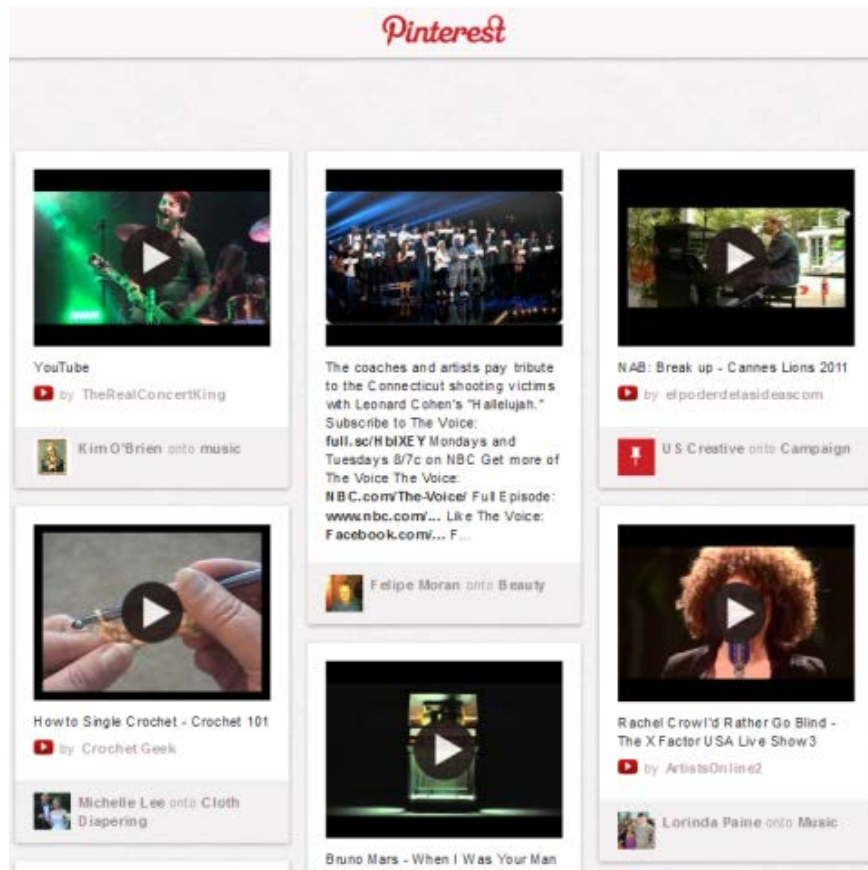 Pinterest
YouTube
by TheRealConcertKing
Kim O'Brien onto music
Howto Single Crochet - Crochet 101
by Crochet Geek
Michelle Lee onto Cloth
Diapering
The coaches and artists pay tribute
to the Connecticut shooting victims
with Leonard Cohen's "Hallelujah."
Subscribe to The Voice:
full.sc/HblXEY Mondays and
Tuesdays 8/7c on NBC Get more of
The Voice The Voice:
NBC.com/The-Voice/ Full Episode:
www.nbc.com/... Like The Voice:
Facebook.com/... F...
Felipe Moran onto Beauty
Bruno Mars - When I Was Your Man
NAB: Break up - Cannes Lions 2011
by elpoderdelasideascom
US Creative onto Campaign
Rachel Crow I'd Rather Go Blind -
The X Factor USA Live Show 3
by ArtistsOnline2
Lorinda Paine onto Music